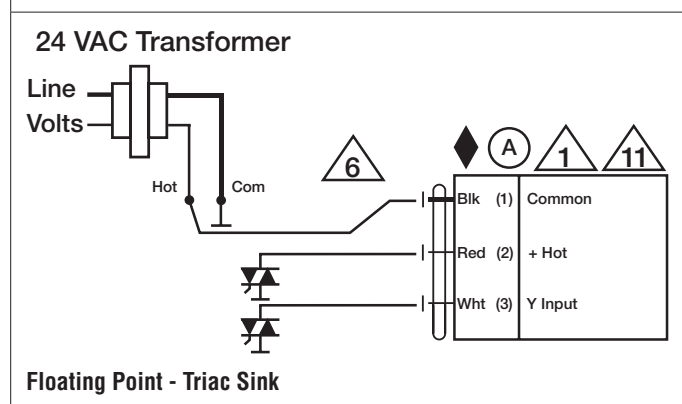 24 VAC Transformer
Line
Volts
Hot
Com
6
A
1
11
Blk (1) Common
Red (2) + Hot
Wht (3) Y Input
Floating Point - Triac Sink